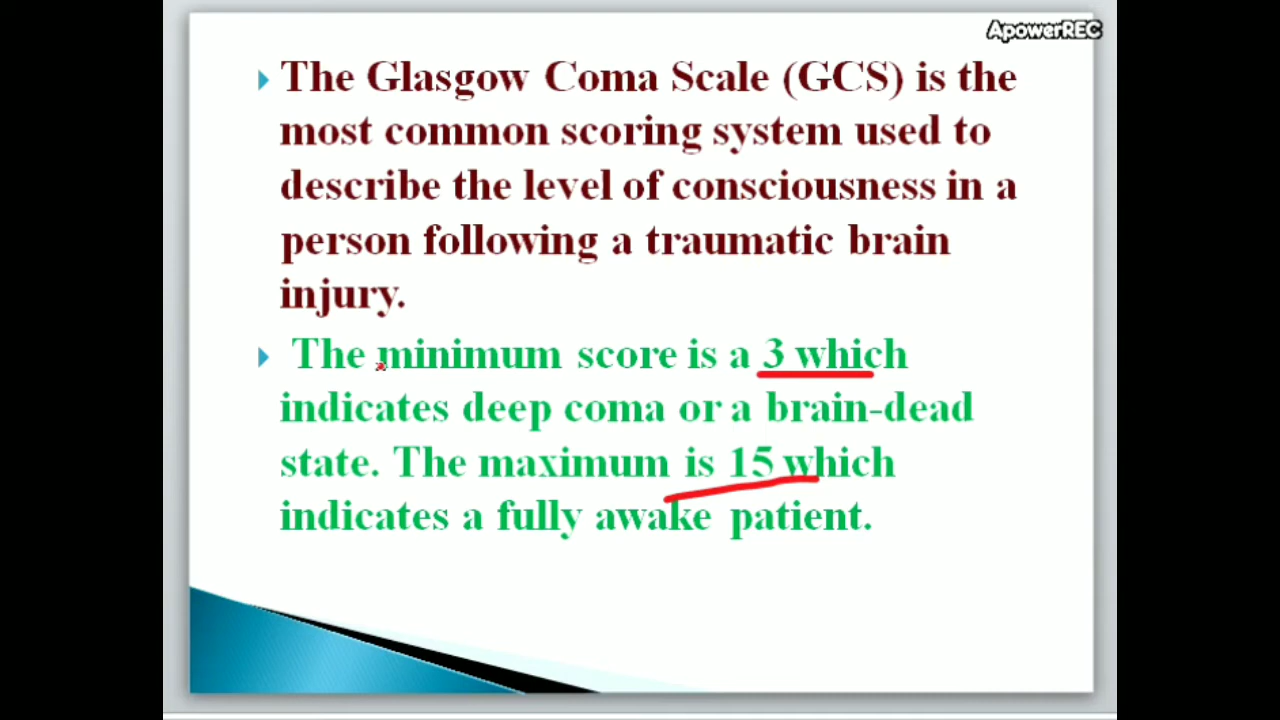 ApowerREC
The Glasgow Coma Scale (GCS) is the
most common scoring system used to
describe the level of consciousness in a
person following a traumatic brain
injury.
The minimum score is a 3 which
indicates deep coma or a brain-dead
state. The maximum is 15 which
indicates a fully awake patient.